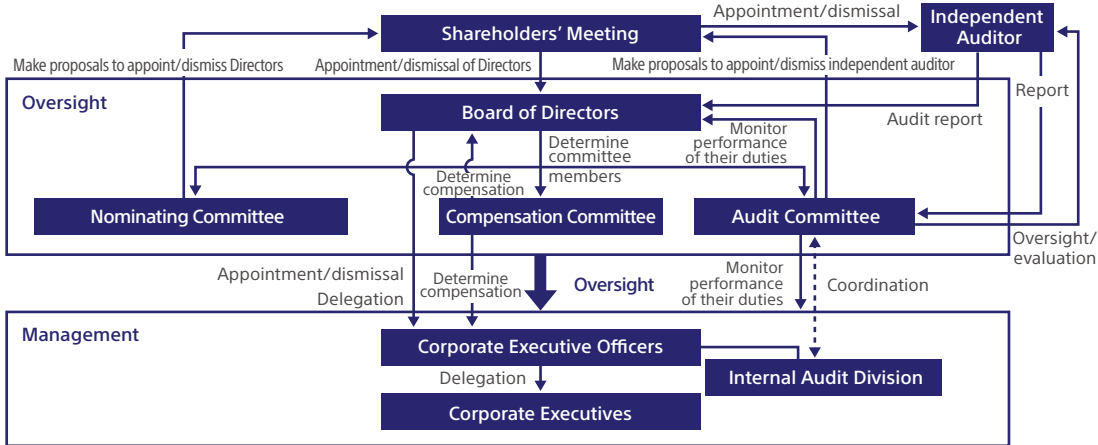 Appointment/dismissal
Independent
Auditor
Shareholders' Meeting
Make proposals to appoint/dismiss Directors
Appointment/dismissal of Directors
Make proposals to appoint/dismiss independent auditor
Oversight
Report
Board of Directors
Audit report
Monitor
performance
of their duties
Determine
committee
members
Determine
compensation
Nominating Committee
Compensation Committee
Audit Committee
Oversight/
evaluation
Appointment/dismissal
Delegation
Determine
compensation
Oversight
Monitor
performance
of their duties
Coordination
Management
Corporate Executive Officers
Delegation
Internal Audit Division
Corporate Executives